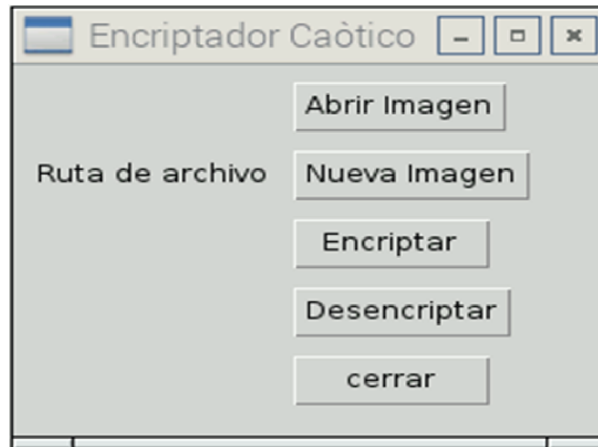 Encriptador Caòtico
Abrir Imagen
Ruta de archivo Nueva Imagen
Encriptar
Desencriptar
cerrar